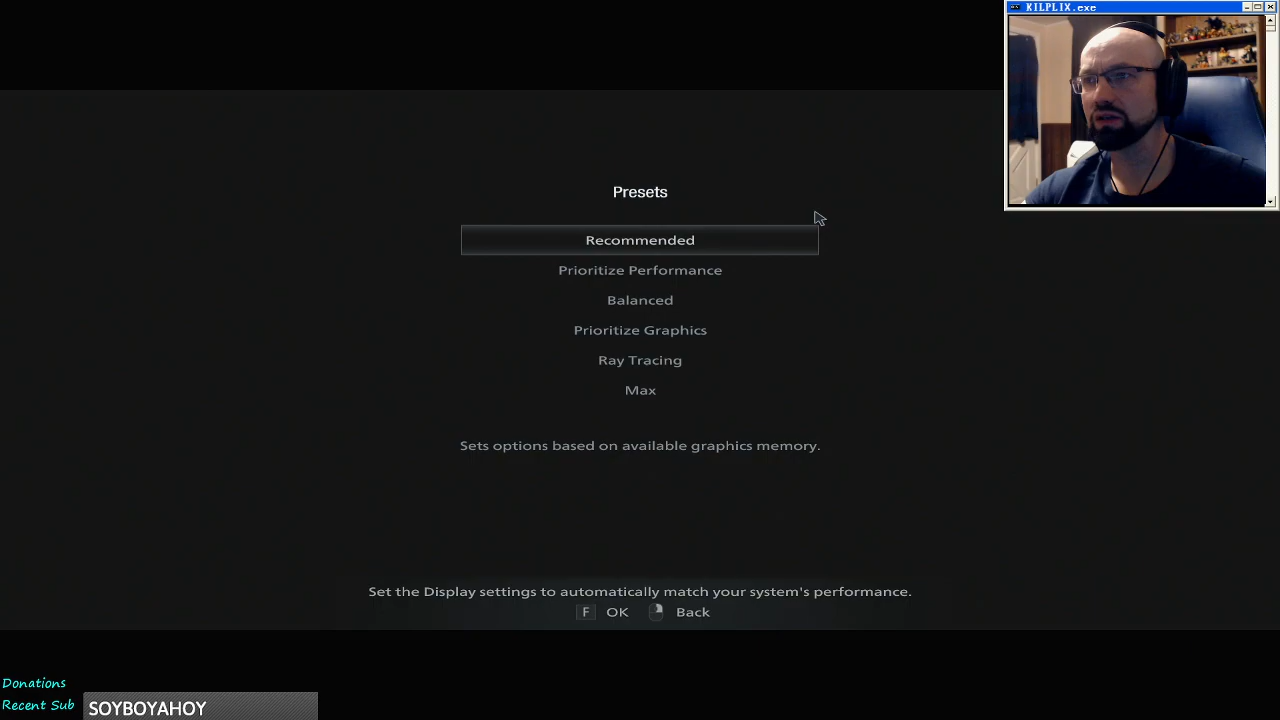 KILPLIX.exe
Presets
Recommended
Prioritize Performance
Balanced
Prioritize Graphics
Ray Tracing
Max
Sets options based on available graphics memory.
Set the Display settings to automatically match your system's performance.
F OK Back
Donations
Recent Sub SOYBOYAHOY